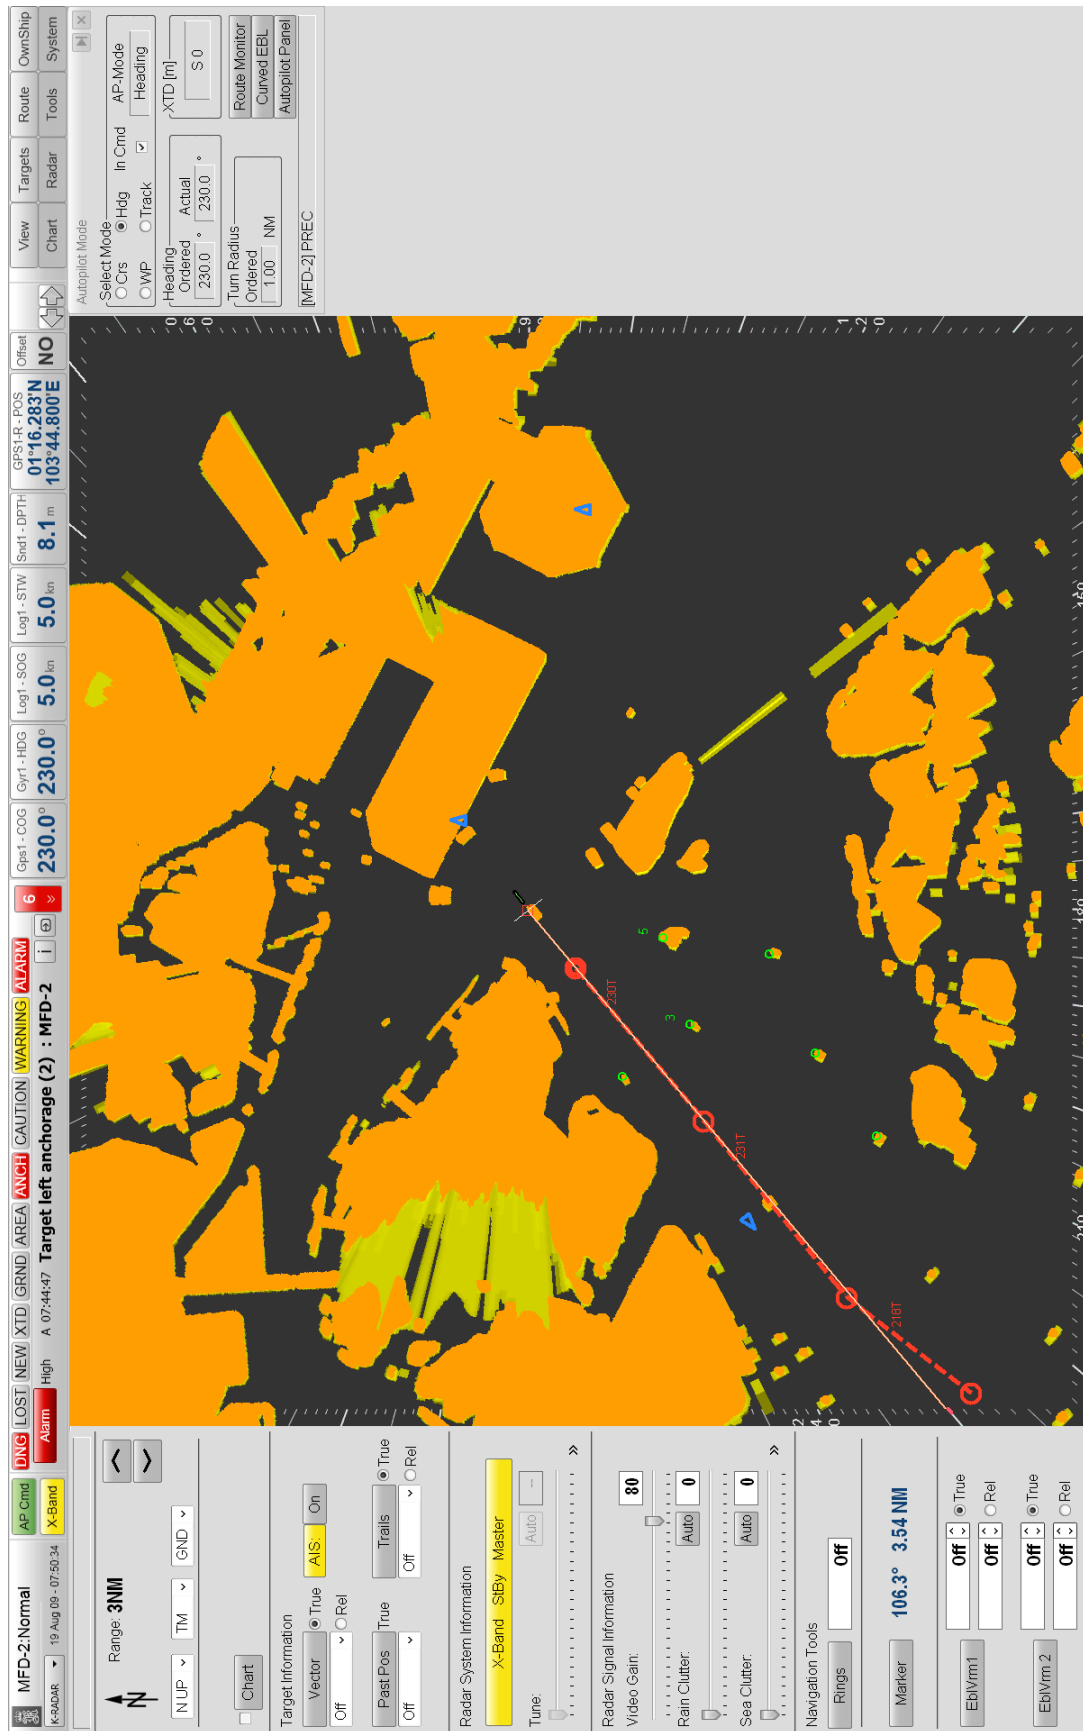 MFD-2:Normal
K-RADAR 19 Aug 09 - 07:50:34
AP Cmd
X-Band
DNG LOST NEW XTD GRND AREA ANCH CAUTION WARNING ALARM
Alarm High A 07:44:47 Target left anchorage (2) : MFD-2 i
6
Gps1 - COG
230.0°
Gyr1 - HDG
230.0°
Log1 - SOG
5.0 kn
Log1 - STW
5.0 kn
Snd1 - DPTH
8.1 m
GPS1-R - POS
01°16.283'N
103°44.800'E
Offset
NO
View Targets Route OwnShip
Chart Radar Tools System
N
Range: 3NM
N UP TM GND
Chart
Target Information
Vector True Rel
Off
AIS: On
Past Pos True
Off
Trails True Rel
Off
Radar System Information
X-Band StBy Master
Tune: Auto
Radar Signal Information
Video Gain: 80
Rain Clutter: Auto 0
Sea Clutter: Auto 0
Navigation Tools
Rings Off
Marker 106.3° 3.54 NM
EblVrm1 Off True
Off Rel
EblVrm 2 Off True
Off Rel
060
120
150
180
210
240
5
3
230T
231T
218T
Autopilot Mode
Select Mode
Crs Hdg In Cmd AP-Mode
WP Track Heading
Heading
Ordered Actual
230.0 ° 230.0 °
XTD [m]
S 0
Turn Radius
Ordered
1.00 NM
Route Monitor
Curved EBL
Autopilot Panel
[MFD-2] PREC